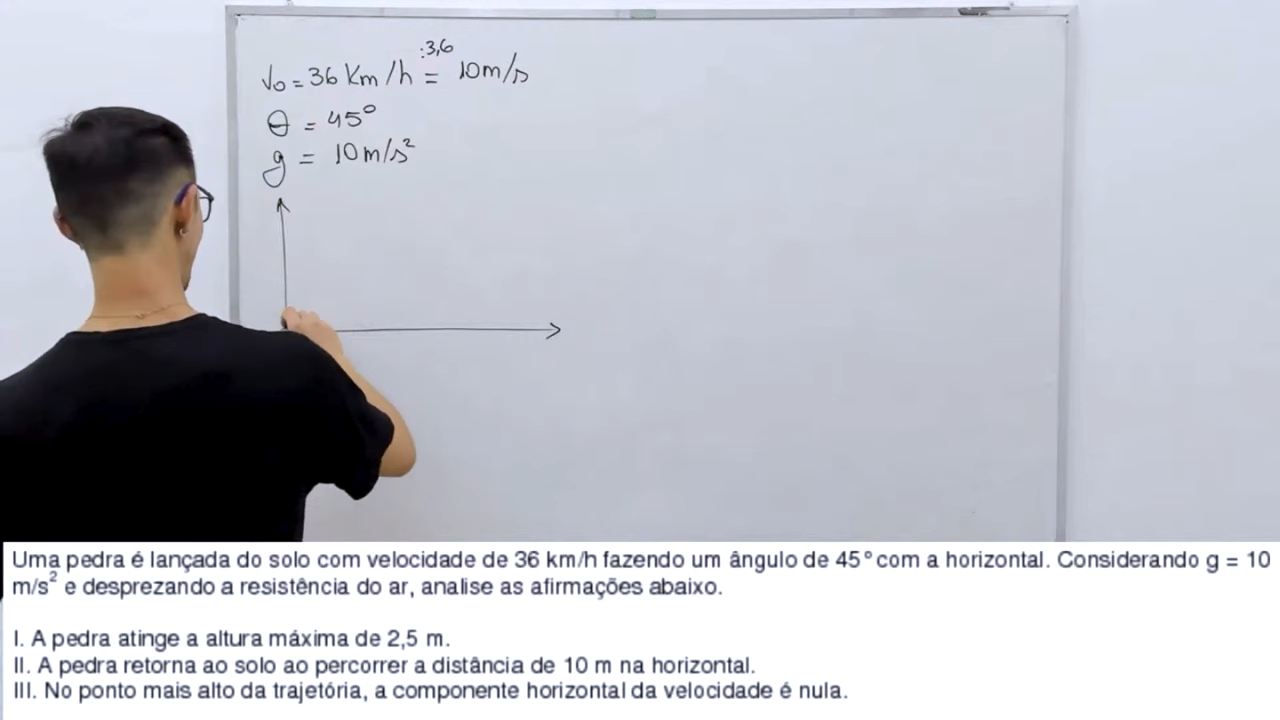 :3,6
Vo = 36 Km/h = 10m/s
θ = 45°
g = 10m/s²
Uma pedra é lançada do solo com velocidade de 36 km/h fazendo um ângulo de 45° com a horizontal. Considerando g = 10
m/s² e desprezando a resistência do ar, analise as afirmações abaixo.
I. A pedra atinge a altura máxima de 2,5 m.
II. A pedra retorna ao solo ao percorrer a distância de 10 m na horizontal.
III. No ponto mais alto da trajetória, a componente horizontal da velocidade é nula.